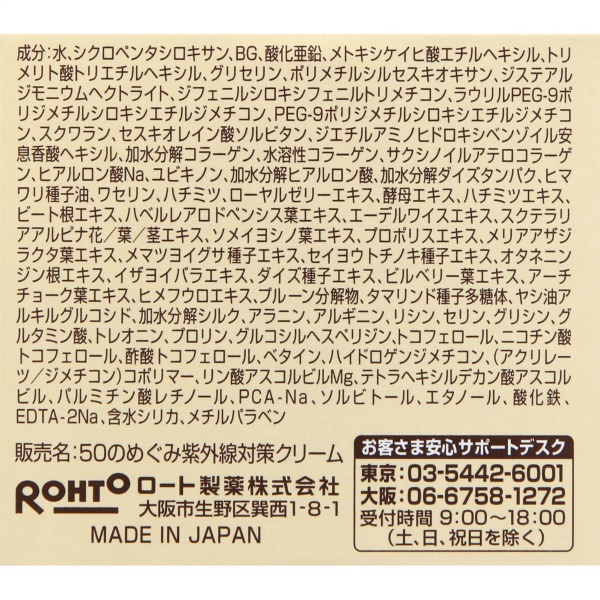 成分:水、シクロペンタシロキサン、BG、酸化亜鉛、メトキシケイヒ酸エチルヘキシル、トリ
メリト酸トリエチルヘキシル、グリセリン、ポリメチルシルセスキオキサン、ジステアル
ジモニウムヘクトライト、ジフェニルシロキシフェニルトリメチコン、ラウリルPEG-9ポ
リジメチルシロキシエチルジメチコン、PEG-9ポリジメチルシロキシエチルジメチコ
ン、スクワラン、セスキオレイン酸ソルビタン、ジエチルアミノヒドロキシベンゾイル安
息香酸ヘキシル、加水分解コラーゲン、水溶性コラーゲン、サクシノイルアテロコラーゲ
ン、ヒアルロン酸Na、ユビキノン、加水分解ヒアルロン酸、加水分解ダイズタンパク、ヒ
マワリ種子油、ワセリン、ハチミツ、ローヤルゼリーエキス、酵母エキス、ハチミツエキス、
ビート根エキス、ハベルレアロドペンシス葉エキス、エーデルワイスエキス、スクテラリ
アアルピナ花/葉/茎エキス、ソメイヨシノ葉エキス、プロポリスエキス、メリアアザジ
ラクタ葉エキス、メマツヨイグサ種子エキス、セイヨウトチノキ種子エキス、オタネニン
ジン根エキス、イザヨイバラエキス、ダイズ種子エキス、ビルベリー葉エキス、アーチ
チョーク葉エキス、ヒメフウロエキス、プルーン分解物、タマリンド種子多糖体、ヤシ油ア
ルキルグルコシド、加水分解シルク、アラニン、アルギニン、リシン、セリン、グリシン、グ
ルタミン酸、トレオニン、プロリン、グルコシルヘスペリジン、トコフェロール、ニコチン酸
トコフェロール、酢酸トコフェロール、ベタイン、ハイドロゲンジメチコン、(アクリレー
ツ/ジメチコン)コポリマー、リン酸アスコルビルMg、テトラヘキシルデカン酸アスコル
ビル、パルミチン酸レチノール、PCA-Na、ソルビトール、エタノール、酸化鉄、
EDTA-2Na、含水シリカ、メチルパラベン
販売名:50のめぐみ紫外線対策クリーム
ROHTO ロート製薬株式会社
大阪市生野区巽西1-8-1
MADE IN JAPAN
お客さま安心サポートデスク
東京:03-5442-6001
大阪:06-6758-1272
受付時間 9:00〜18:00
(土、日、祝日を除く)